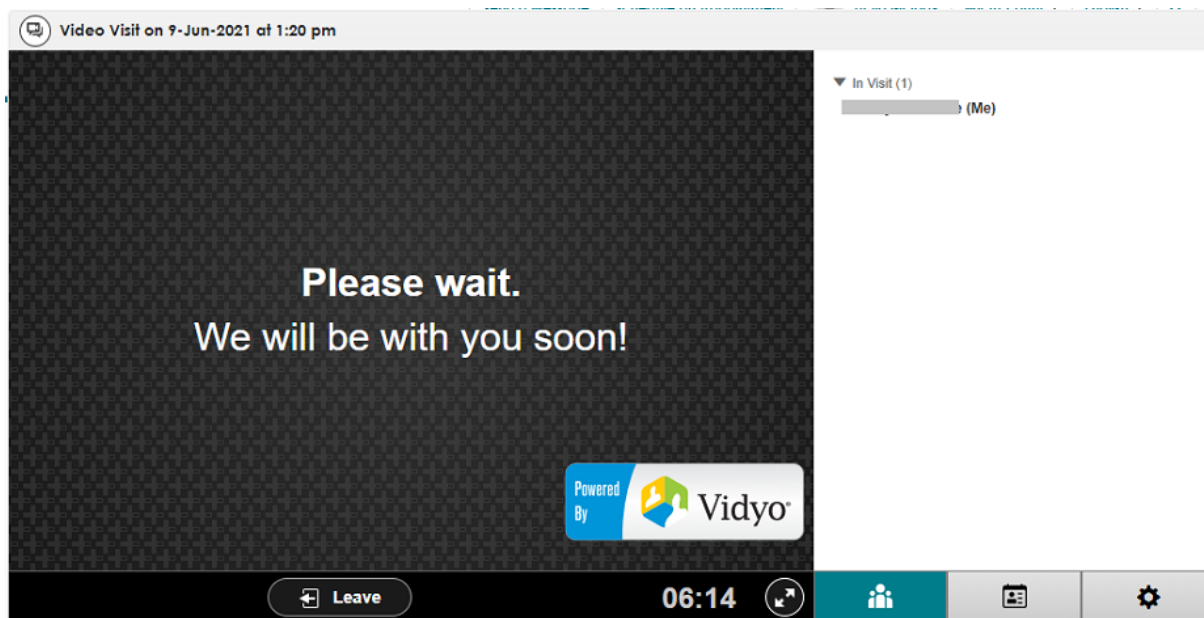 Video Visit on 9-Jun-2021 at 1:20 pm
In Visit (1)
(Me)
Please wait.
We will be with you soon!
Powered
By
Vidyo®
Leave
06:14